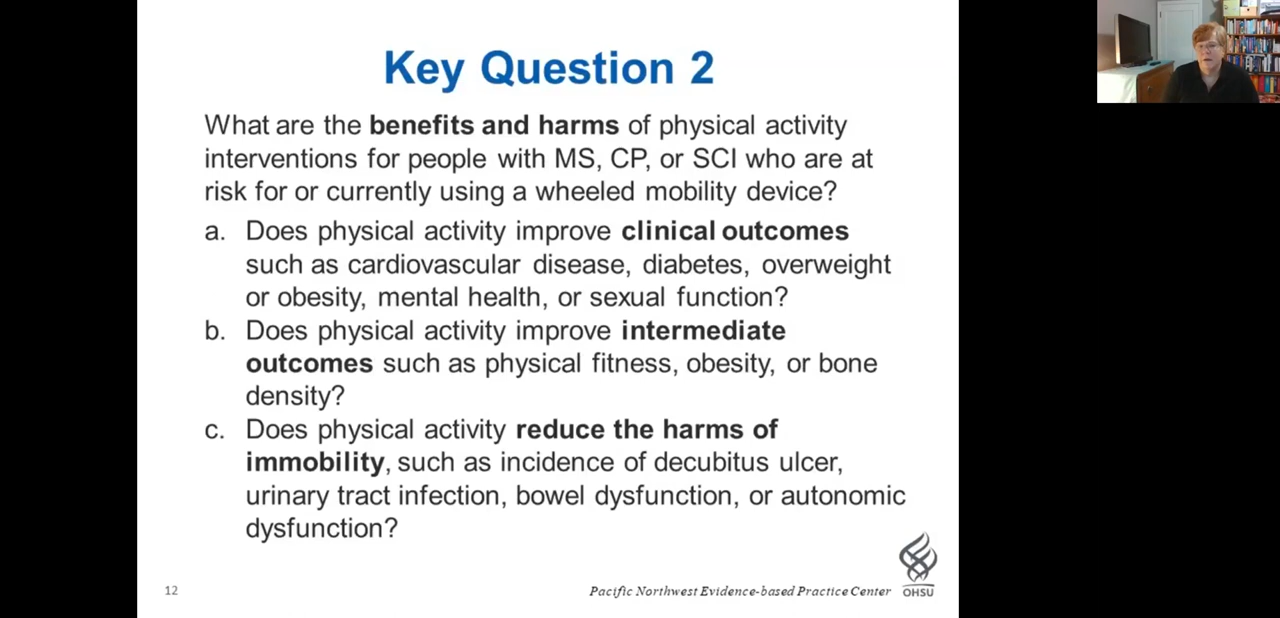 Key Question 2
What are the benefits and harms of physical activity
interventions for people with MS, CP, or SCI who are at
risk for or currently using a wheeled mobility device?
a. Does physical activity improve clinical outcomes
such as cardiovascular disease, diabetes, overweight
or obesity, mental health, or sexual function?
b. Does physical activity improve intermediate
outcomes such as physical fitness, obesity, or bone
density?
c. Does physical activity reduce the harms of
immobility, such as incidence of decubitus ulcer,
urinary tract infection, bowel dysfunction, or autonomic
dysfunction?
12
Pacific Northwest Evidence-based Practice Center
OHSU